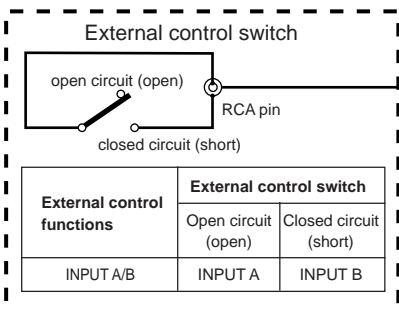 External control switch
open circuit (open)
RCA pin
closed circuit (short)
External control functions
External control switch
Open circuit (open)
Closed circuit (short)
INPUT A/B
INPUT A
INPUT B